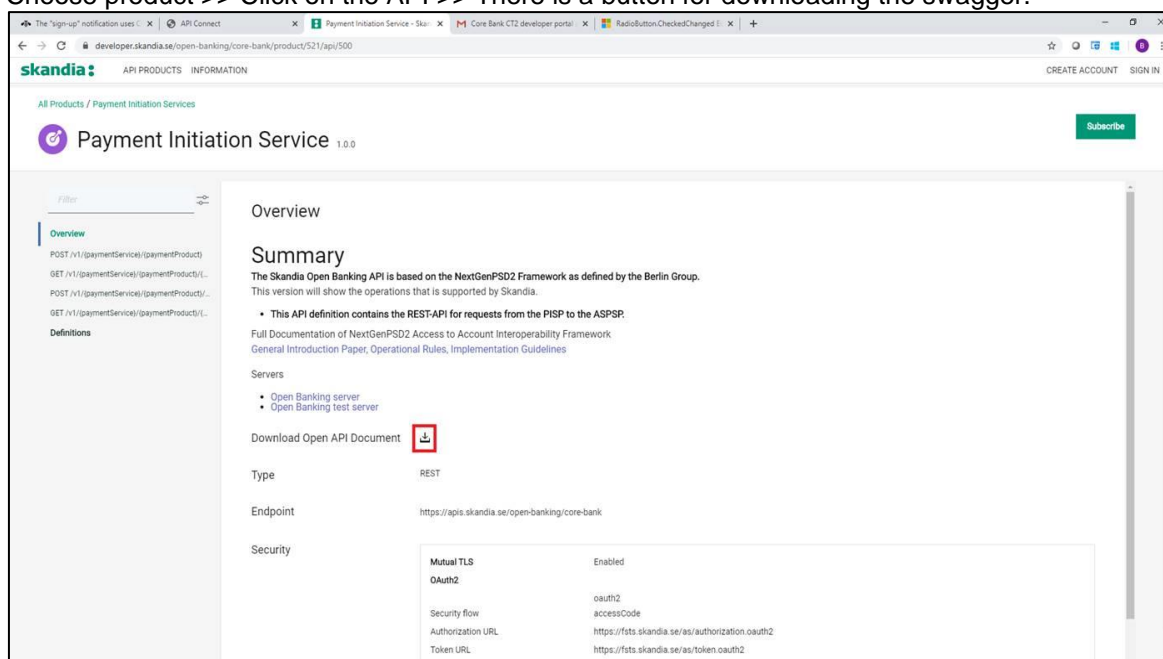 Choose product >> Click on the API >> There is a button for downloading the swagger.
The "sign-up" notification uses C
API Connect
Payment Initiation Service - Skan
Core Bank CT2 developer portal
RadioButton.CheckedChanged E
developer.skandia.se/open-banking/core-bank/product/521/api/500
skandia:
API PRODUCTS INFORMATION
CREATE ACCOUNT SIGN IN
All Products / Payment Initiation Services
Payment Initiation Service 1.0.0
Subscribe
Filter
Overview
POST /v1/{paymentService}/{paymentProduct}
GET /v1/{paymentService}/{paymentProduct}/{...
POST /v1/{paymentService}/{paymentProduct}/...
GET /v1/{paymentService}/{paymentProduct}/{...
Definitions
Overview
Summary
The Skandia Open Banking API is based on the NextGenPSD2 Framework as defined by the Berlin Group.
This version will show the operations that is supported by Skandia.
• This API definition contains the REST-API for requests from the PISP to the ASPSP.
Full Documentation of NextGenPSD2 Access to Account Interoperability Framework
General Introduction Paper, Operational Rules, Implementation Guidelines
Servers
• Open Banking server
• Open Banking test server
Download Open API Document
Type REST
Endpoint https://apis.skandia.se/open-banking/core-bank
Security
Mutual TLS Enabled
OAuth2
oauth2
Security flow accessCode
Authorization URL https://fsts.skandia.se/as/authorization.oauth2
Token URL https://fsts.skandia.se/as/token.oauth2